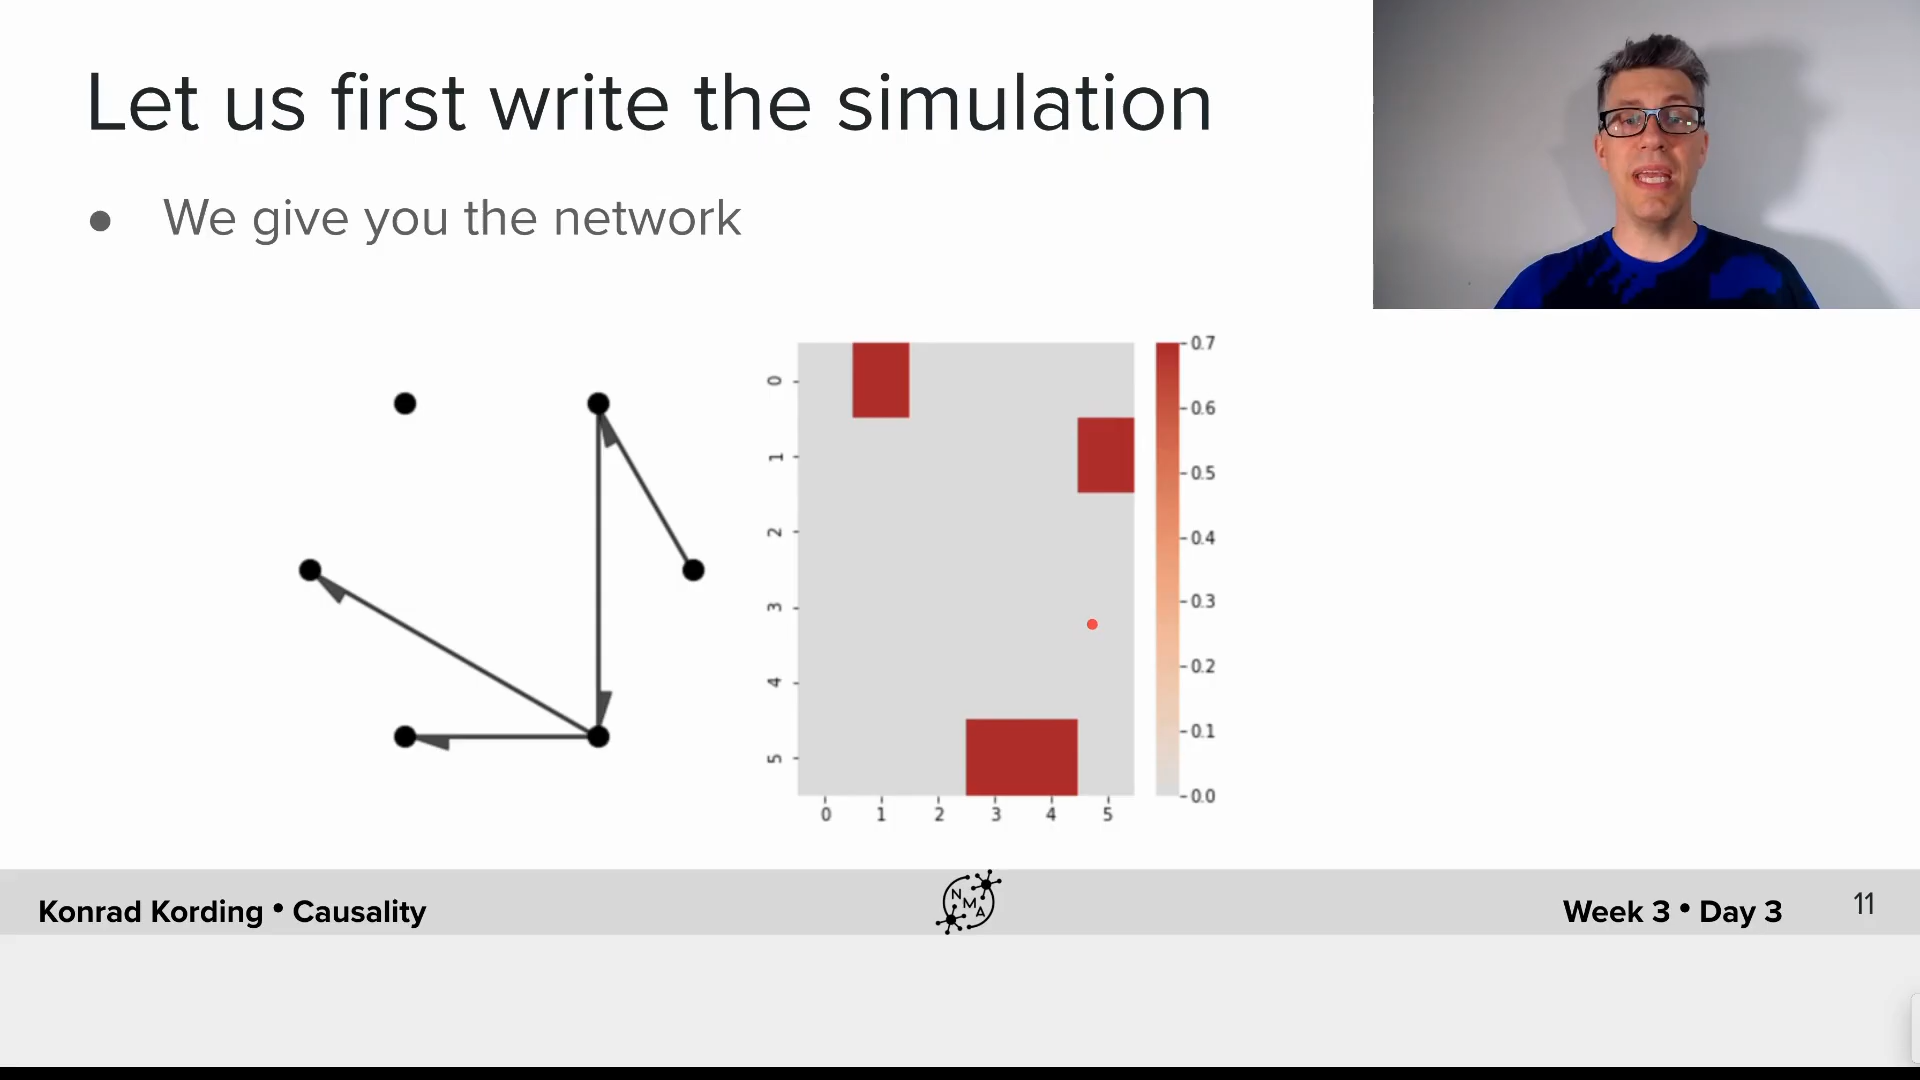 Let us first write the simulation
● We give you the network
0
1
2
3
4
5
0 1 2 3 4 5
0.7
0.6
0.5
0.4
0.3
0.2
0.1
0.0
Konrad Kording • Causality
N
M
A
Week 3 • Day 3
11